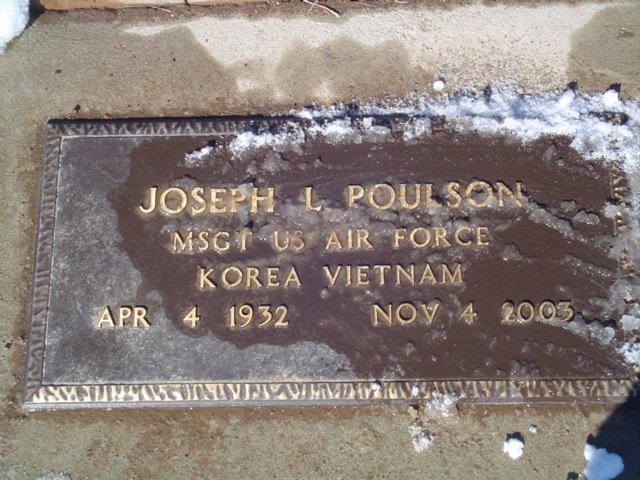 JOSEPH L POULSON
MSGT US AIR FORCE
KOREA VIETNAM
APR 4 1932 NOV 4 2003